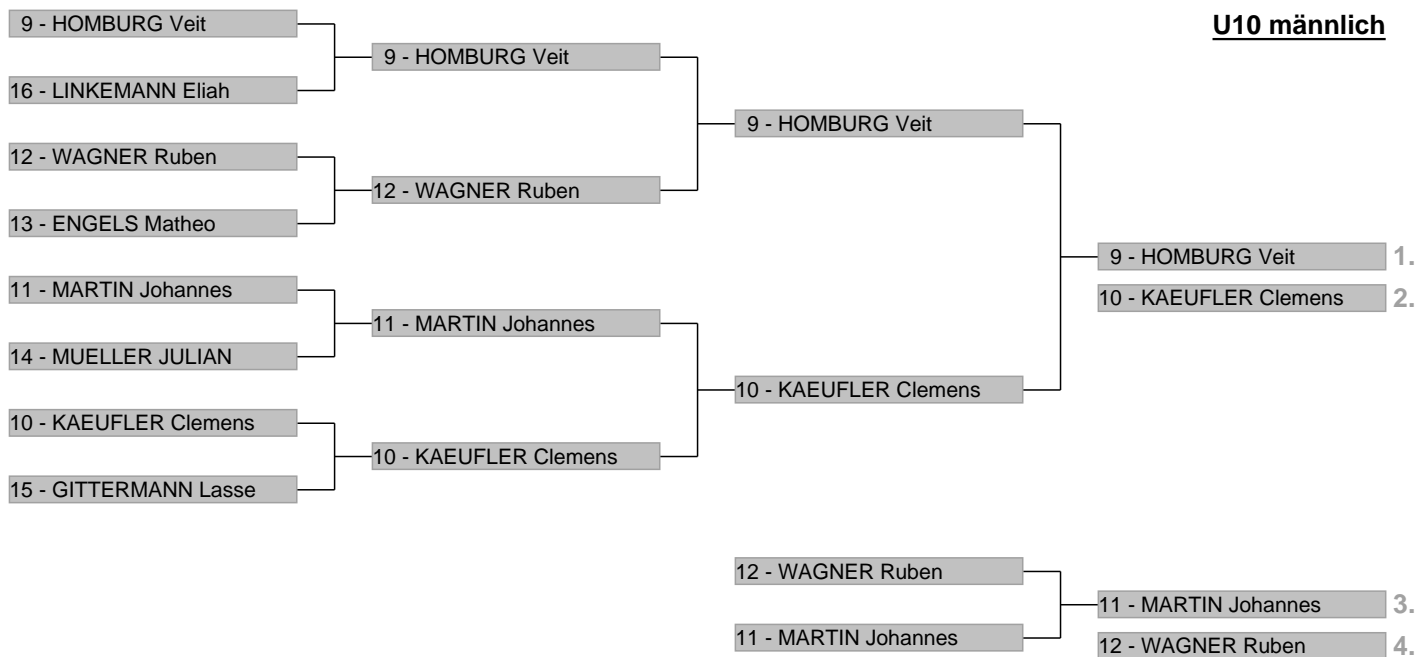 U10 männlich
9 - HOMBURG Veit
16 - LINKEMANN Eliah
12 - WAGNER Ruben
13 - ENGELS Matheo
11 - MARTIN Johannes
14 - MUELLER JULIAN
10 - KAEUFLER Clemens
15 - GITTERMANN Lasse
9 - HOMBURG Veit
12 - WAGNER Ruben
11 - MARTIN Johannes
10 - KAEUFLER Clemens
9 - HOMBURG Veit
10 - KAEUFLER Clemens
9 - HOMBURG Veit 1.
10 - KAEUFLER Clemens 2.
12 - WAGNER Ruben
11 - MARTIN Johannes
11 - MARTIN Johannes 3.
12 - WAGNER Ruben 4.